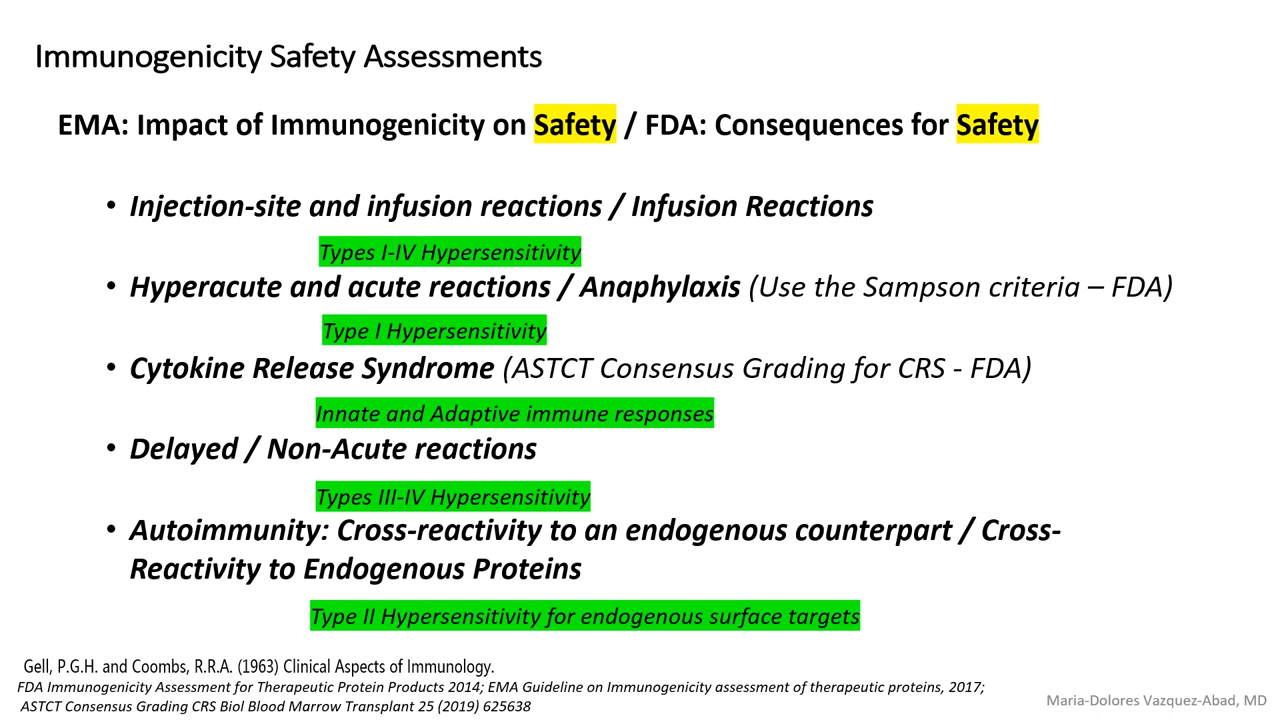 Immunogenicity Safety Assessments
EMA: Impact of Immunogenicity on Safety / FDA: Consequences for Safety
• Injection-site and infusion reactions / Infusion Reactions
Types I-IV Hypersensitivity
• Hyperacute and acute reactions / Anaphylaxis (Use the Sampson criteria – FDA)
Type I Hypersensitivity
• Cytokine Release Syndrome (ASTCT Consensus Grading for CRS - FDA)
Innate and Adaptive immune responses
• Delayed / Non-Acute reactions
Types III-IV Hypersensitivity
• Autoimmunity: Cross-reactivity to an endogenous counterpart / Cross-
Reactivity to Endogenous Proteins
Type II Hypersensitivity for endogenous surface targets
Gell, P.G.H. and Coombs, R.R.A. (1963) Clinical Aspects of Immunology.
FDA Immunogenicity Assessment for Therapeutic Protein Products 2014; EMA Guideline on Immunogenicity assessment of therapeutic proteins, 2017;
ASTCT Consensus Grading CRS Biol Blood Marrow Transplant 25 (2019) 625638
Maria-Dolores Vazquez-Abad, MD